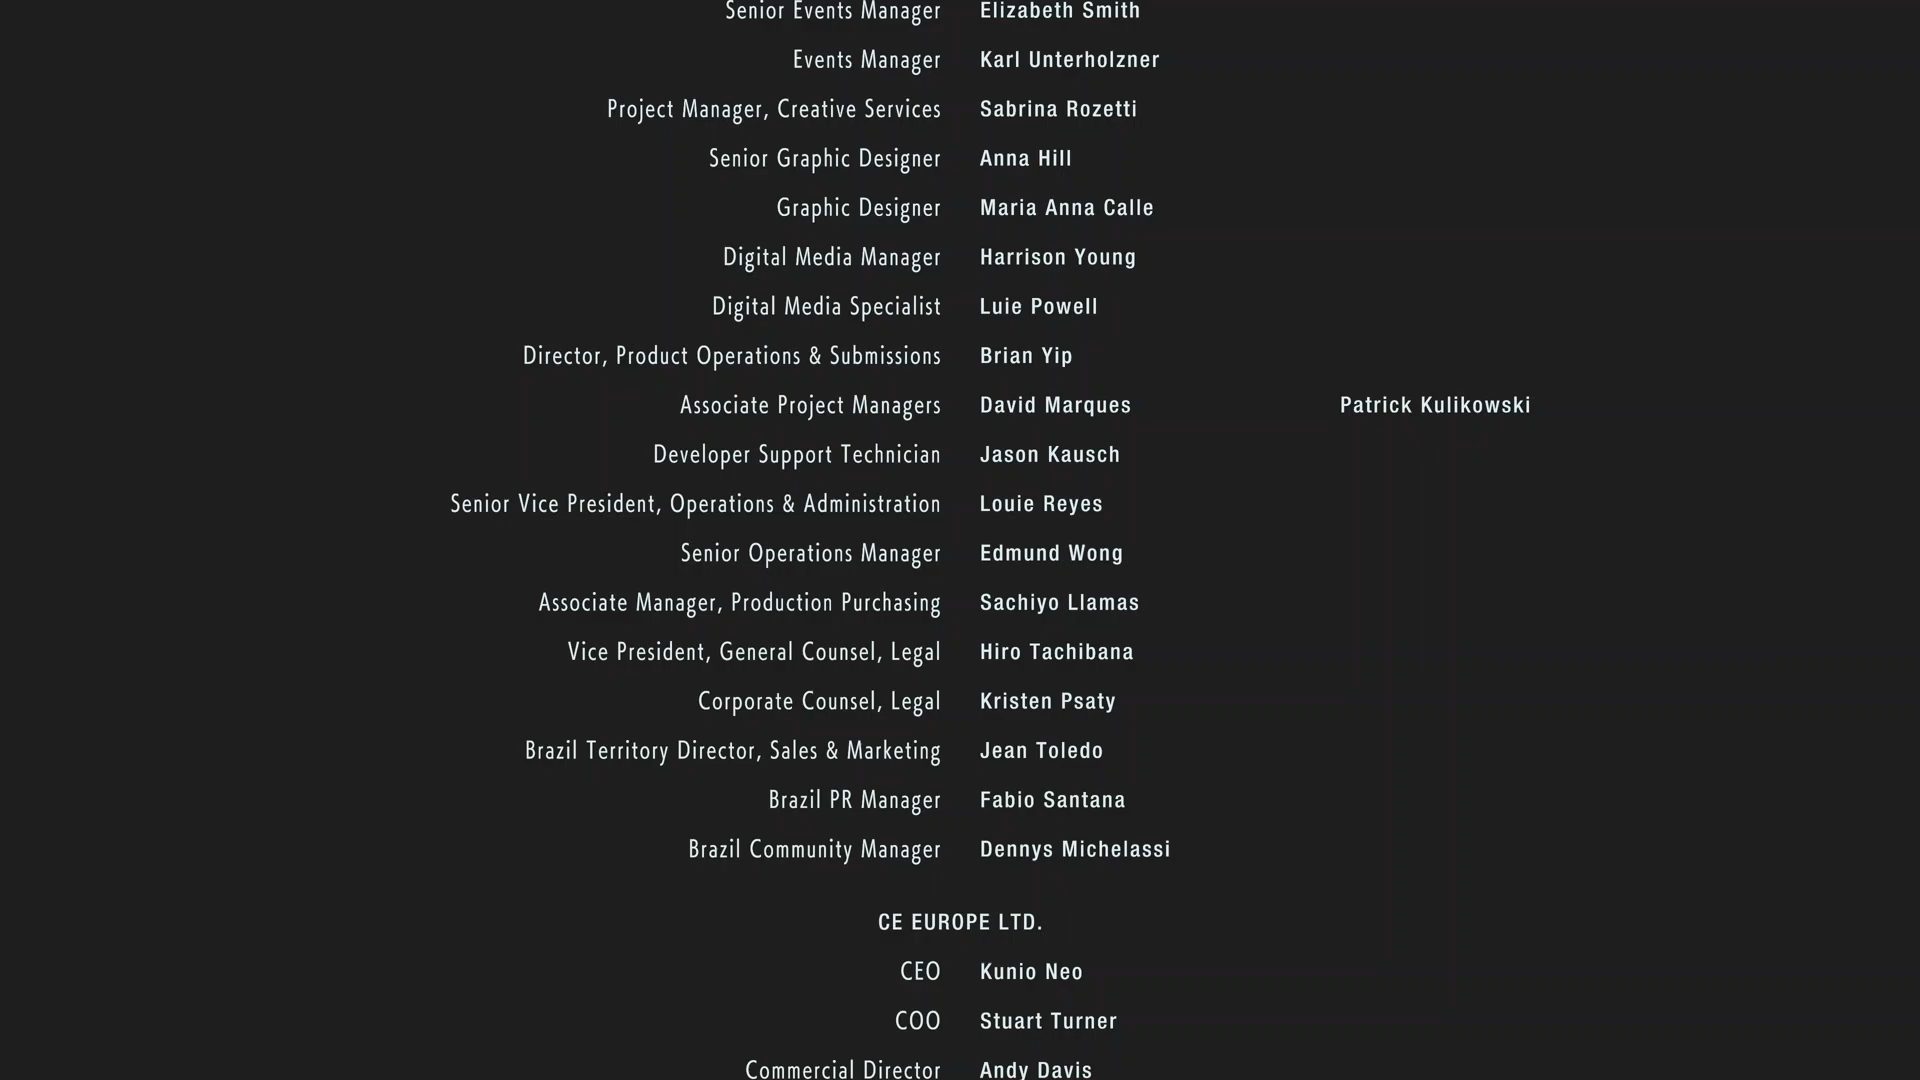 Senior Events Manager Elizabeth Smith
Events Manager Karl Unterholzner
Project Manager, Creative Services Sabrina Rozetti
Senior Graphic Designer Anna Hill
Graphic Designer Maria Anna Calle
Digital Media Manager Harrison Young
Digital Media Specialist Luie Powell
Director, Product Operations & Submissions Brian Yip
Associate Project Managers David Marques Patrick Kulikowski
Developer Support Technician Jason Kausch
Senior Vice President, Operations & Administration Louie Reyes
Senior Operations Manager Edmund Wong
Associate Manager, Production Purchasing Sachiyo Llamas
Vice President, General Counsel, Legal Hiro Tachibana
Corporate Counsel, Legal Kristen Psaty
Brazil Territory Director, Sales & Marketing Jean Toledo
Brazil PR Manager Fabio Santana
Brazil Community Manager Dennys Michelassi
CE EUROPE LTD.
CEO Kunio Neo
COO Stuart Turner
Commercial Director Andy Davis